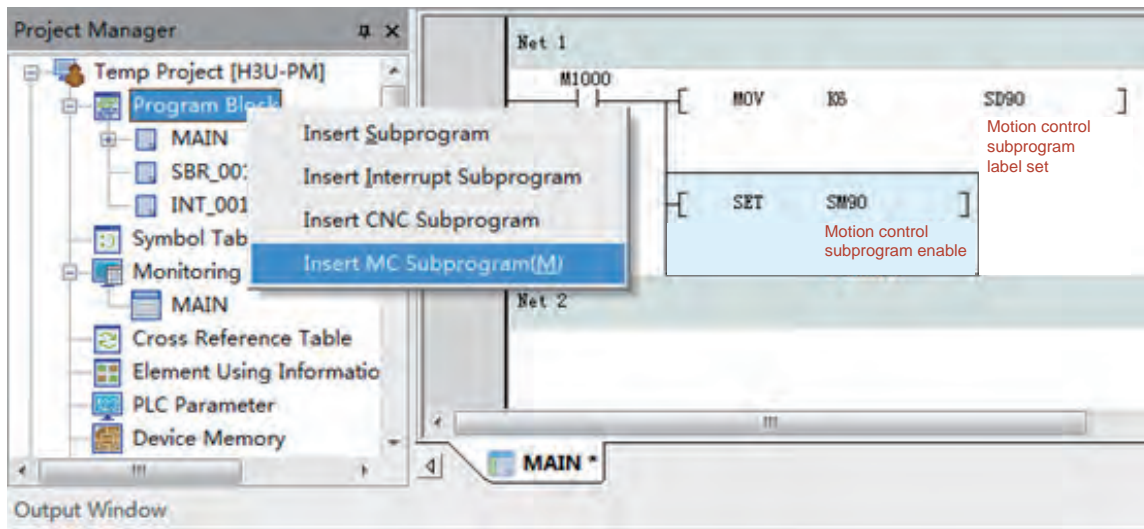 Project Manager
Temp Project [H3U-PM]
Program Block
MAIN
SBR_001
INT_001
Symbol Tab
Monitoring
MAIN
Cross Reference Table
Element Using Informatio
PLC Parameter
Device Memory
Output Window
Insert Subprogram
Insert Interrupt Subprogram
Insert CNC Subprogram
Insert MC Subprogram(M)
Net 1
M1000
[ MOV K6 SD90 ]
Motion control
subprogram
label set
[ SET SM90 ]
Motion control
subprogram enable
Net 2
MAIN *